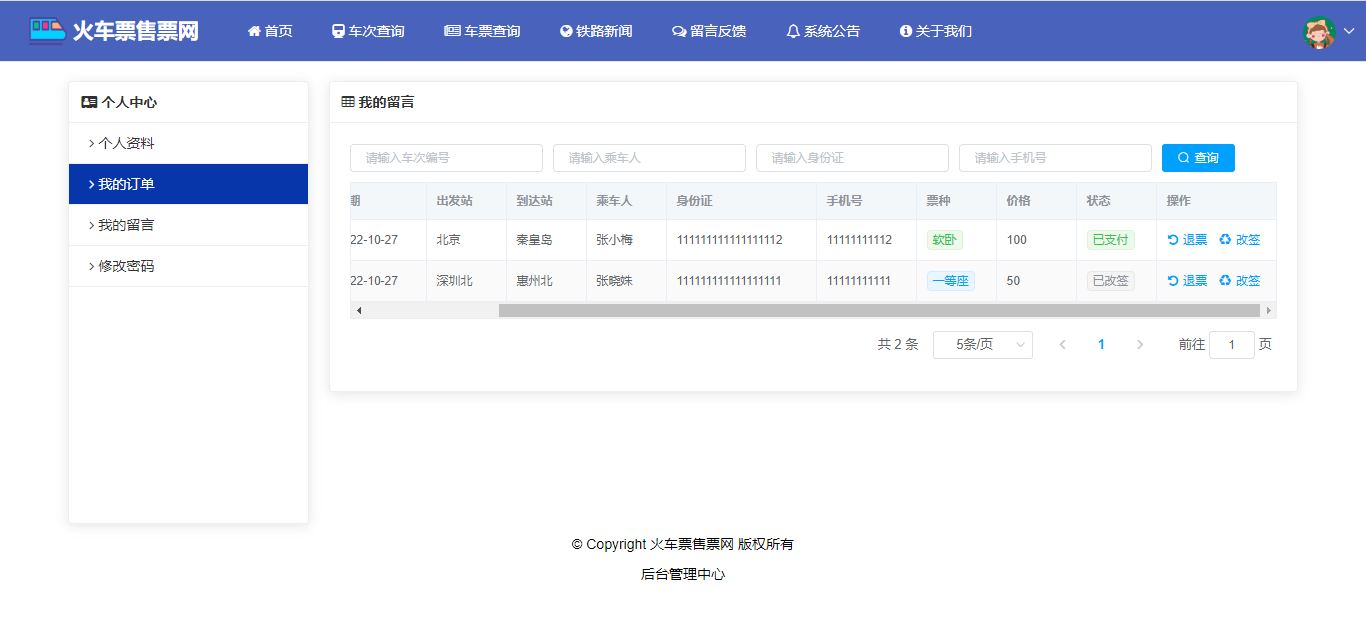 火车票售票网 首页 车次查询 车票查询 铁路新闻 留言反馈 系统公告 关于我们
个人中心
个人资料
我的订单
我的留言
修改密码
我的留言
请输入车次编号 请输入乘车人 请输入身份证 请输入手机号 查询
期 出发站 到达站 乘车人 身份证 手机号 票种 价格 状态 操作
22-10-27 北京 秦皇岛 张小梅 111111111111111112 11111111112 软卧 100 已支付 退票 改签
22-10-27 深圳北 惠州北 张晓妹 111111111111111111 11111111111 一等座 50 已改签 退票 改签
共 2 条 5条/页 1 前往 1 页
© Copyright 火车票售票网 版权所有
后台管理中心